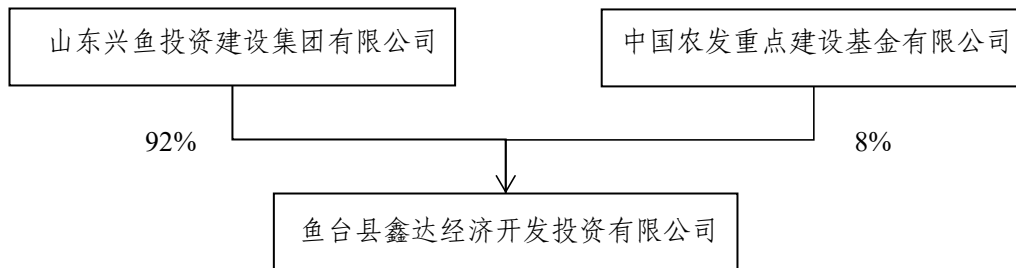 山东兴鱼投资建设集团有限公司
中国农发重点建设基金有限公司
92%
8%
鱼台县鑫达经济开发投资有限公司